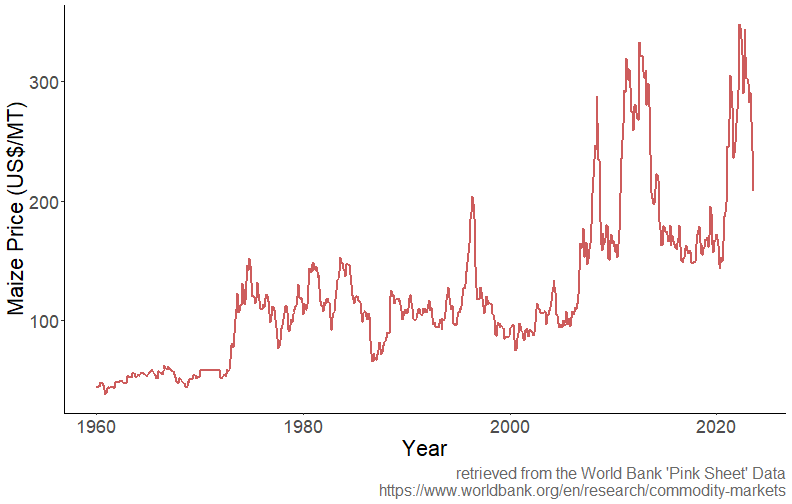 Maize Price (US$/MT)
300
200
100
1960
1980
2000
2020
Year
retrieved from the World Bank 'Pink Sheet' Data
https://www.worldbank.org/en/research/commodity-markets